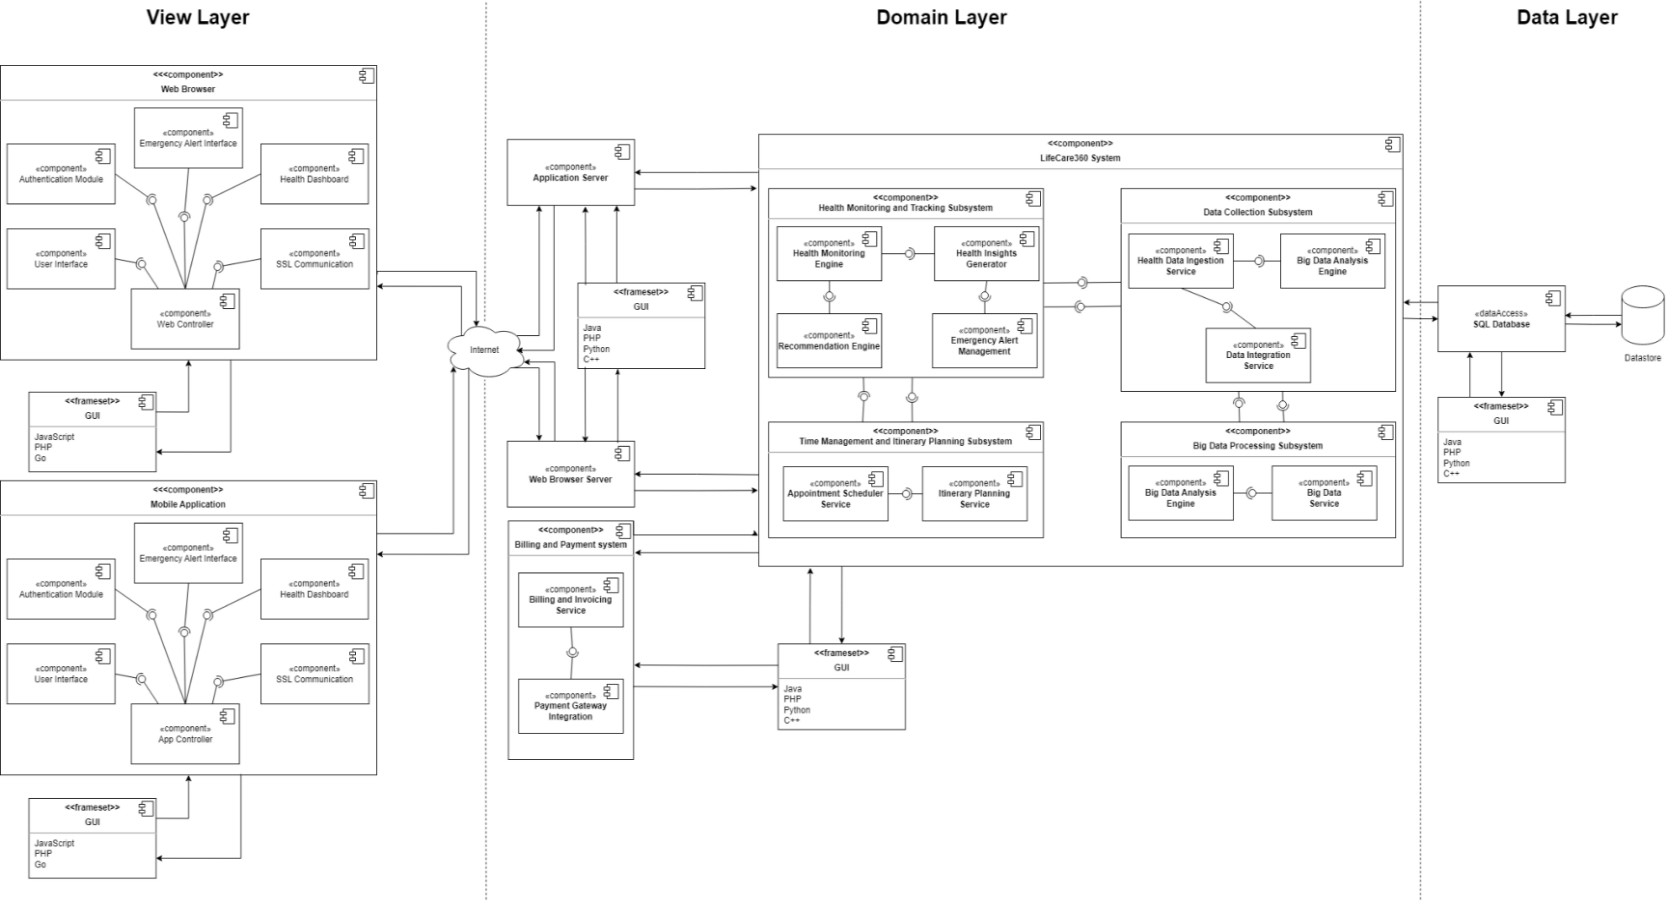 View Layer
Domain Layer
Data Layer
<<<component>>
Web Browser
«component»
Emergency Alert Interface
«component»
Authentication Module
«component»
Health Dashboard
«component»
User Interface
«component»
SSL Communication
«component»
Web Controller
<<frameset>>
GUI
JavaScript
PHP
Go
<<component>>
Mobile Application
«component»
Emergency Alert Interface
«component»
Authentication Module
«component»
Health Dashboard
«component»
User Interface
«component»
SSL Communication
«component»
App Controller
<<frameset>>
GUI
JavaScript
PHP
Go
Internet
«component»
Application Server
<<frameset>>
GUI
Java
PHP
Python
C++
«component»
Web Browser Server
<<component>>
Billing and Payment system
«component»
Billing and Invoicing
Service
«component»
Payment Gateway
Integration
<<component>>
LifeCare360 System
<<component>>
Health Monitoring and Tracking Subsystem
«component»
Health Monitoring
Engine
«component»
Health Insights
Generator
«component»
Recommendation Engine
«component»
Emergency Alert
Management
<<component>>
Data Collection Subsystem
«component»
Health Data Ingestion
Service
«component»
Big Data Analysis
Engine
«component»
Data Integration
Service
<<component>>
Time Management and Itinerary Planning Subsystem
«component»
Appointment Scheduler
Service
«component»
Itinerary Planning
Service
<<component>>
Big Data Processing Subsystem
«component»
Big Data Analysis
Engine
«component»
Big Data
Service
<<frameset>>
GUI
Java
PHP
Python
C++
«dataAccess»
SQL Database
Datastore
<<frameset>>
GUI
Java
PHP
Python
C++